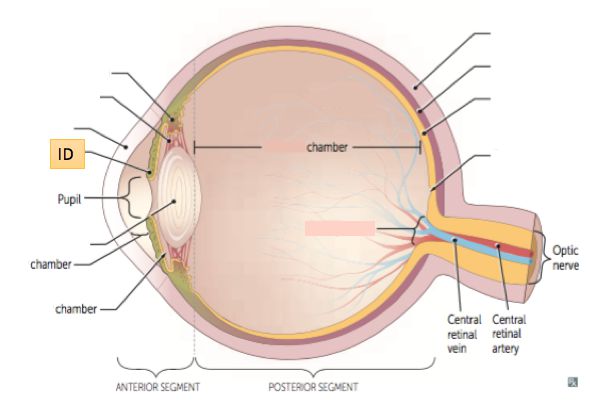 chamber
ID
Pupil
chamber
chamber
Optic
nerve
Central
retinal
vein
Central
retinal
artery
ANTERIOR SEGMENT
POSTERIOR SEGMENT